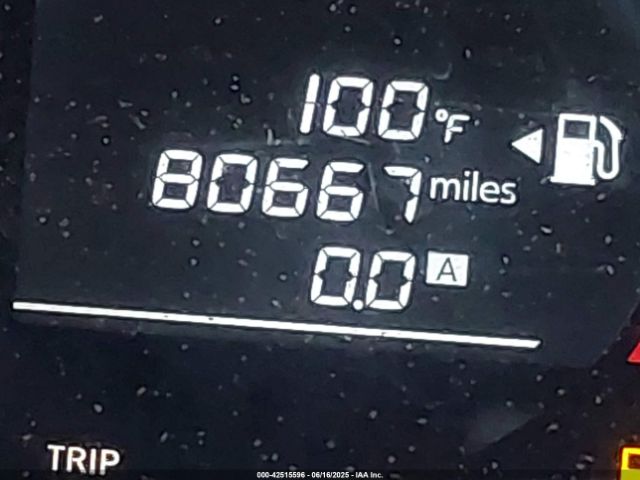 100°F
80667 miles
0.0 A
TRIP
000-42515596 - 06/16/2025 - IAA Inc.